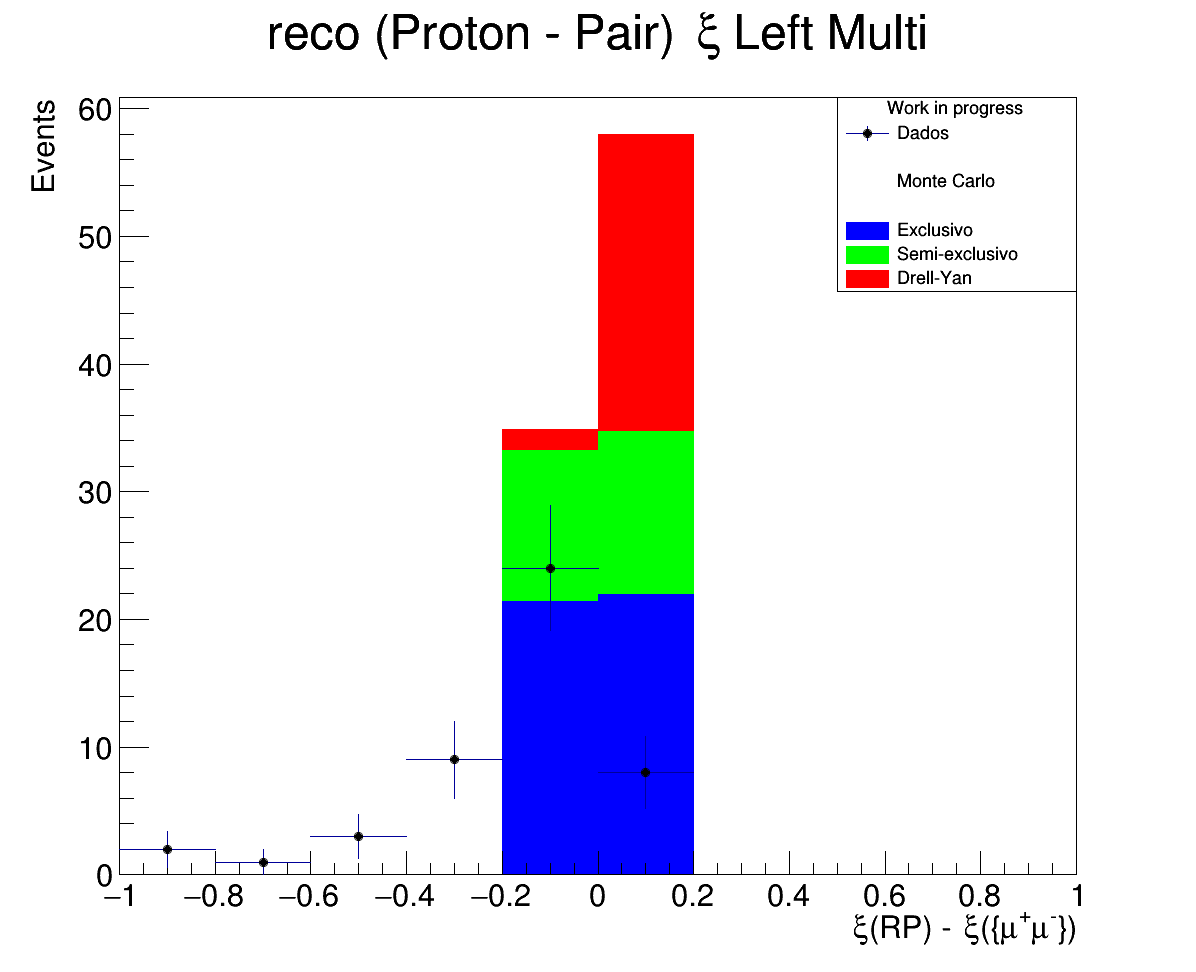 reco (Proton - Pair) ξ Left Multi
Events
60
50
40
30
20
10
0
Work in progress
Dados
Monte Carlo
Exclusivo
Semi-exclusivo
Drell-Yan
−1 −0.8 −0.6 −0.4 −0.2 0 0.2 0.4 0.6 0.8 1
ξ(RP) - ξ({μ⁺μ⁻})